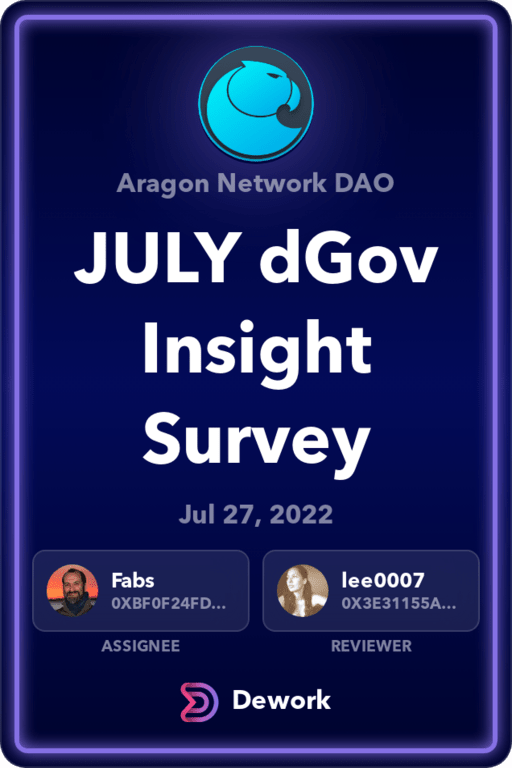 Aragon Network DAO
JULY dGov
Insight
Survey
Jul 27, 2022
Fabs
0XBF0F24FD...
ASSIGNEE
lee0007
0X3E31155A...
REVIEWER
Dework